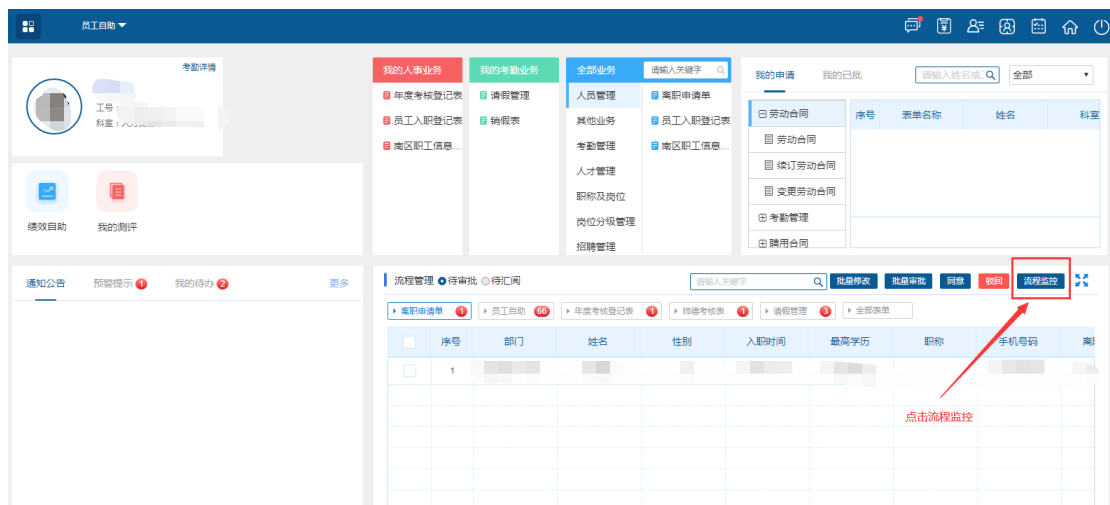 员工自助
考勤详情
工号：
科室：人力
绩效自助 我的测评
我的人事业务
年度考核登记表
员工入职登记表
南区职工信息...
我的考勤业务
请假管理
销假表
全部业务 请输入关键字
人员管理
其他业务
考勤管理
人才管理
职称及岗位
岗位分级管理
招聘管理
离职申请单
员工入职登记表
南区职工信息...
我的申请 我的已批 请输入姓名或 全部
劳动合同
劳动合同
续订劳动合同
变更劳动合同
考勤管理
聘用合同
序号 表单名称 姓名 科室
通知公告 预警提示 1 我的待办 2 更多
流程管理 待审批 待汇阅 请输入关键字 批量修改 批量审批 同意 驳回 流程监控
离职申请单 1 员工自助 66 年度考核登记表 1 师德考核表 1 请假管理 3 全部表单
序号 部门 姓名 性别 入职时间 最高学历 职称 手机号码 离
1
点击流程监控